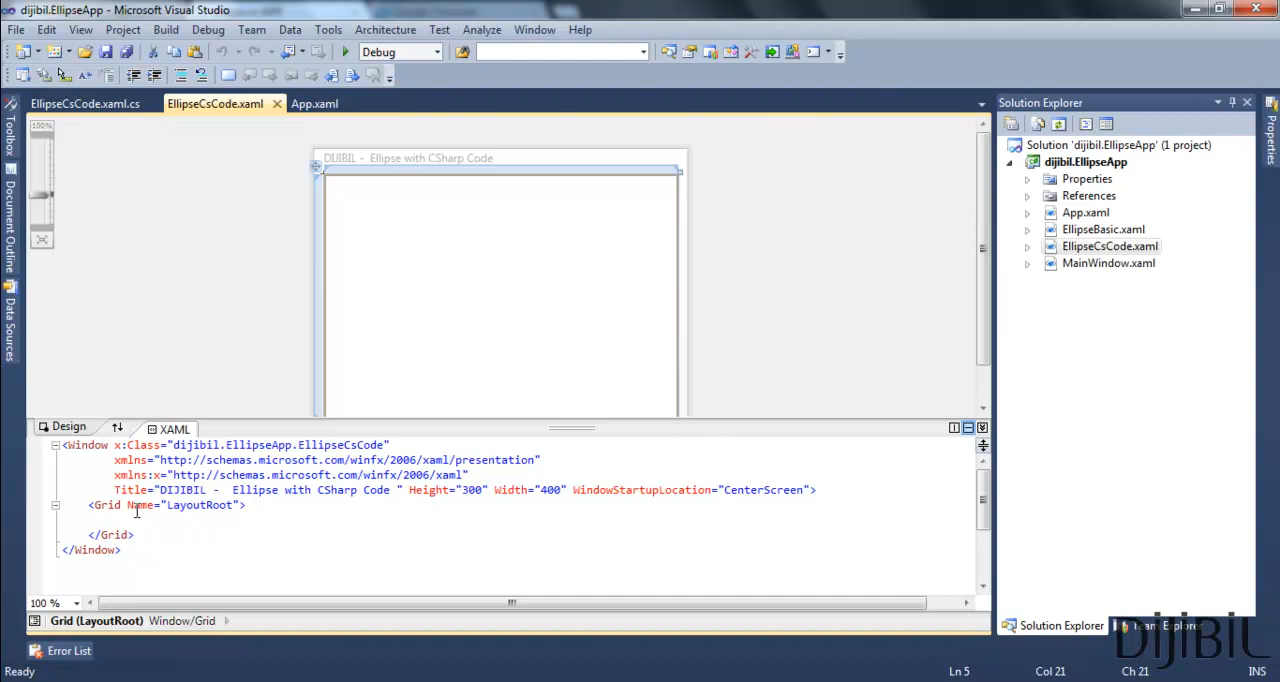 dijibil.EllipseApp - Microsoft Visual Studio
File Edit View Project Build Debug Team Data Tools Architecture Test Analyze Window Help
Debug
EllipseCsCode.xaml.cs EllipseCsCode.xaml App.xaml
Toolbox
Document Outline
Data Sources
100%
DIJIBIL - Ellipse with CSharp Code
Design XAML
<Window x:Class="dijibil.EllipseApp.EllipseCsCode"
xmlns="http://schemas.microsoft.com/winfx/2006/xaml/presentation"
xmlns:x="http://schemas.microsoft.com/winfx/2006/xaml"
Title="DIJIBIL -  Ellipse with CSharp Code " Height="300" Width="400" WindowStartupLocation="CenterScreen">
<Grid Name="LayoutRoot">
</Grid>
</Window>
100 %
Grid (LayoutRoot) Window/Grid
Error List
Ready Ln 5 Col 21 Ch 21 INS
Solution Explorer
Solution 'dijibil.EllipseApp' (1 project)
dijibil.EllipseApp
Properties
References
App.xaml
EllipseBasic.xaml
EllipseCsCode.xaml
MainWindow.xaml
Solution Explorer Team Explorer
Properties
DIJIBIL